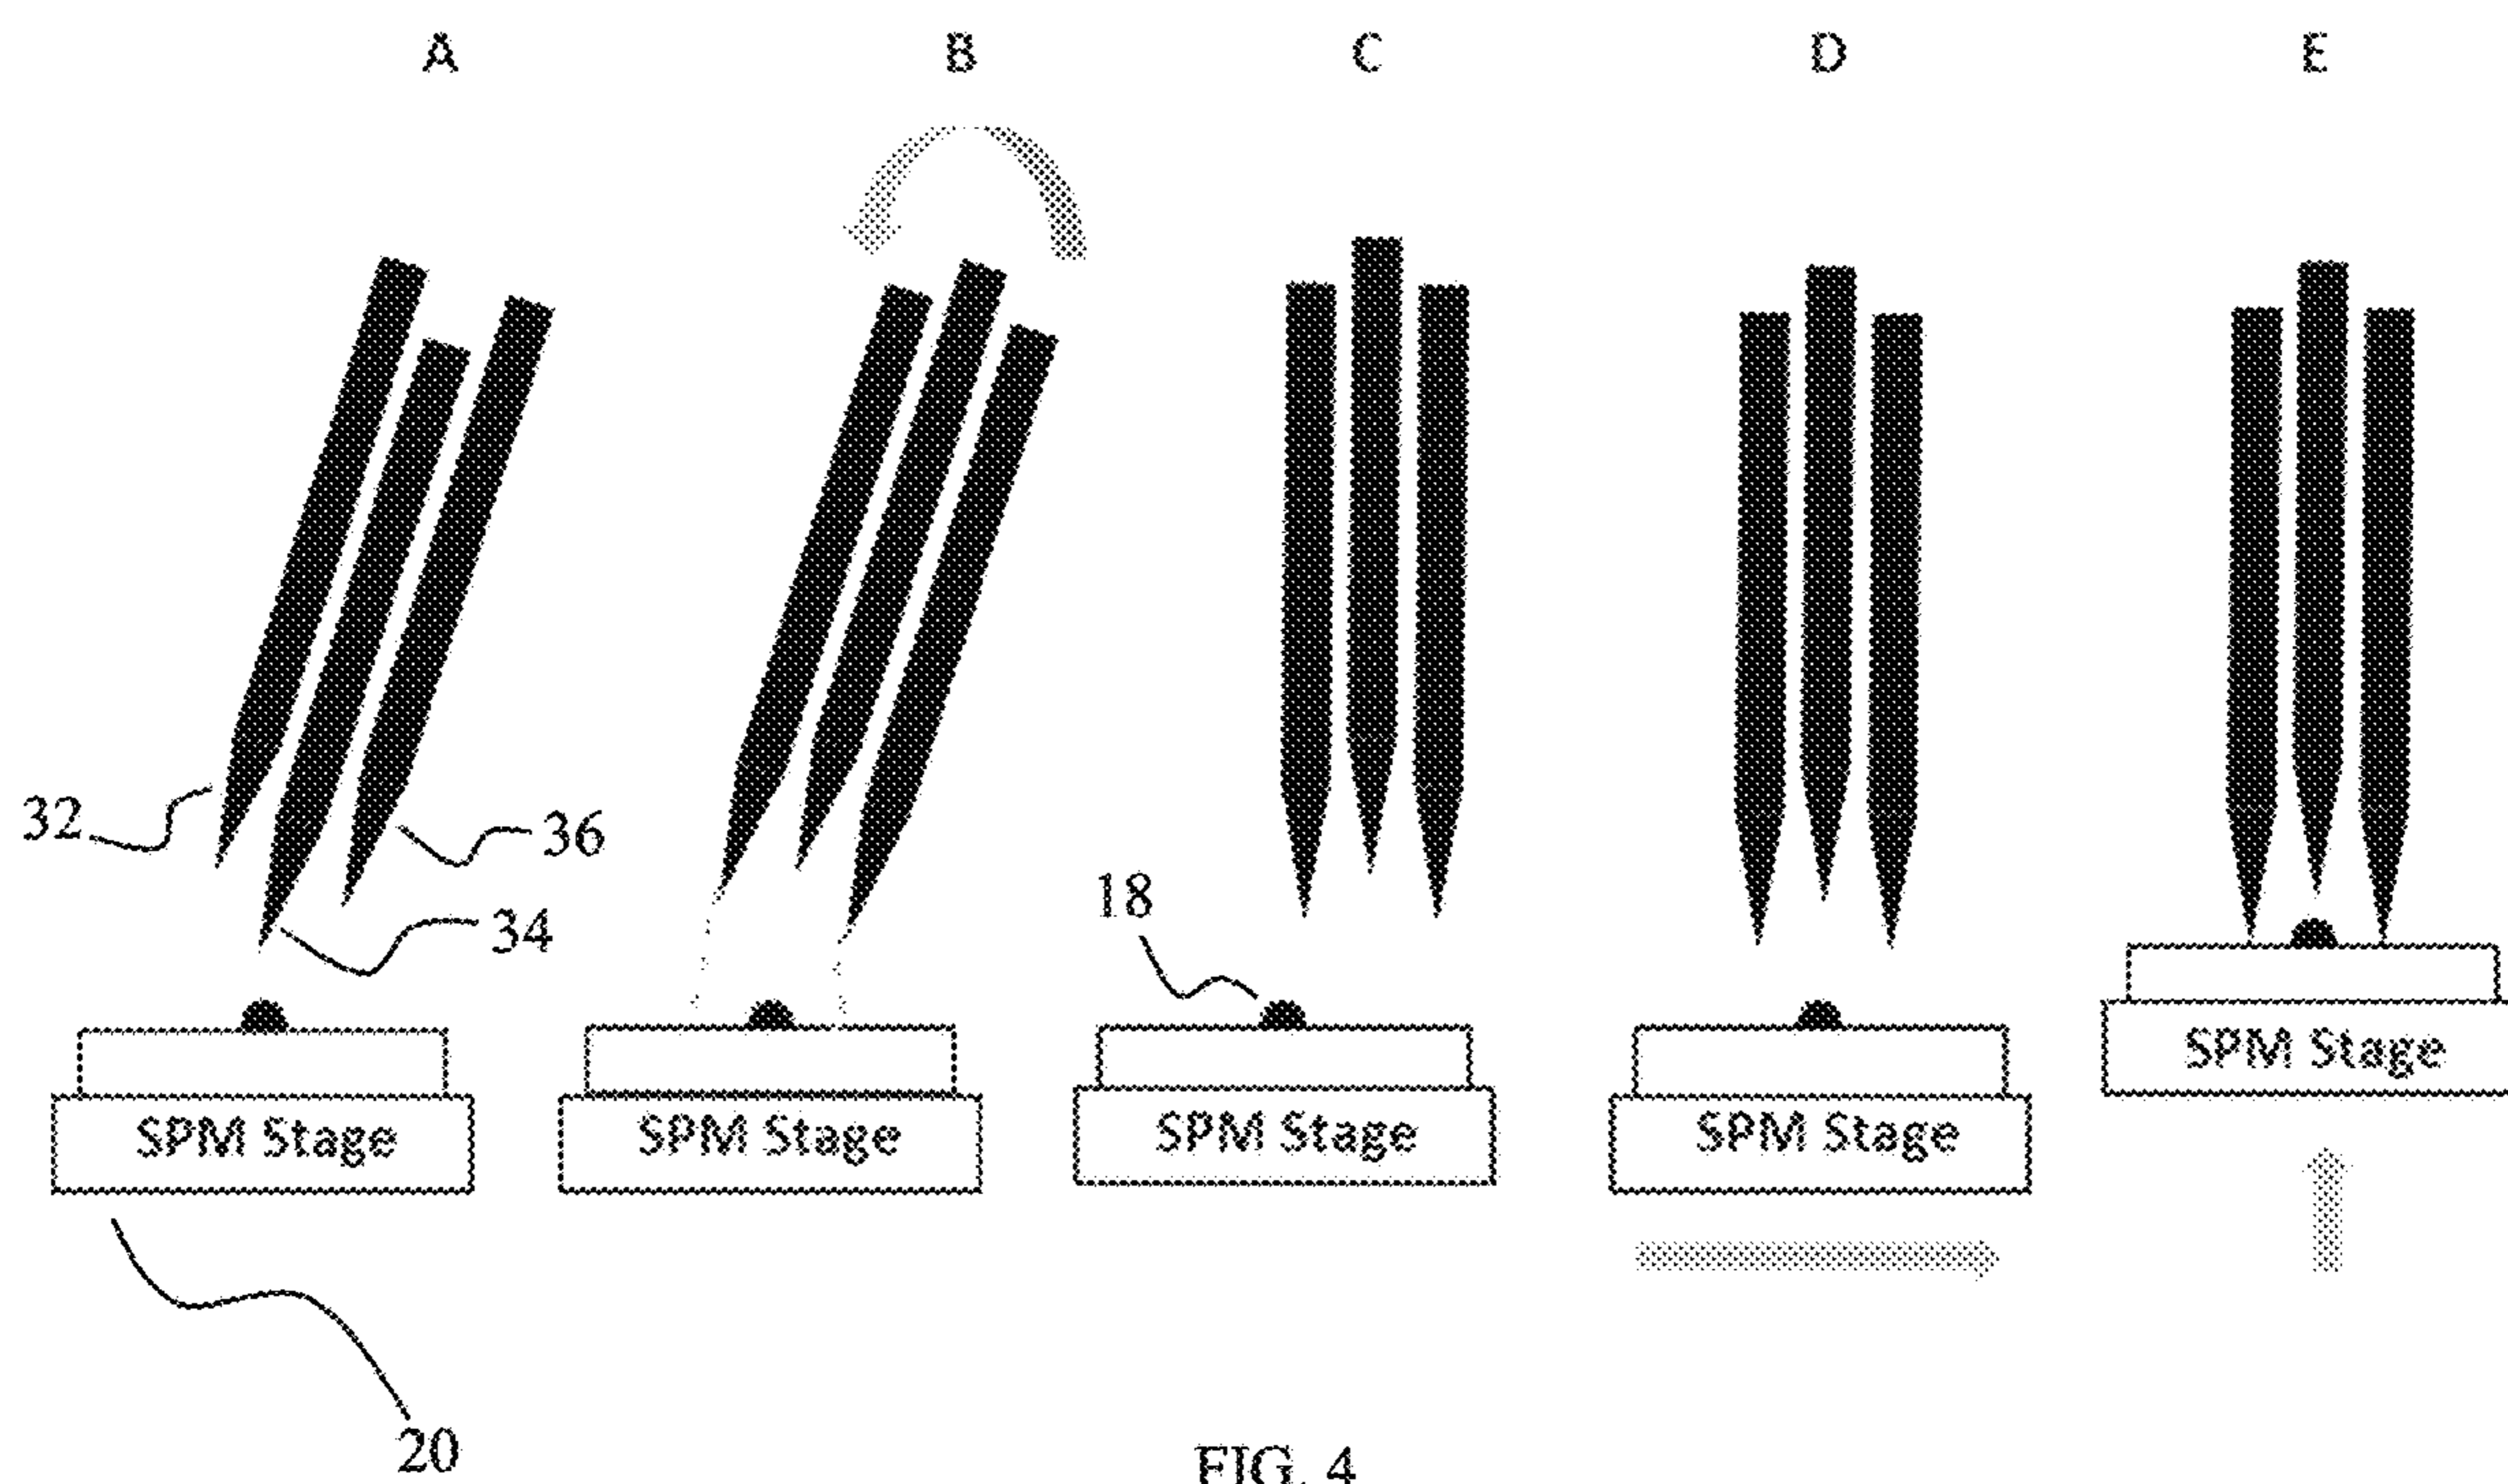 A B C D E
32
36
34
18
SPM Stage SPM Stage SPM Stage SPM Stage SPM Stage
20
FIG. 4